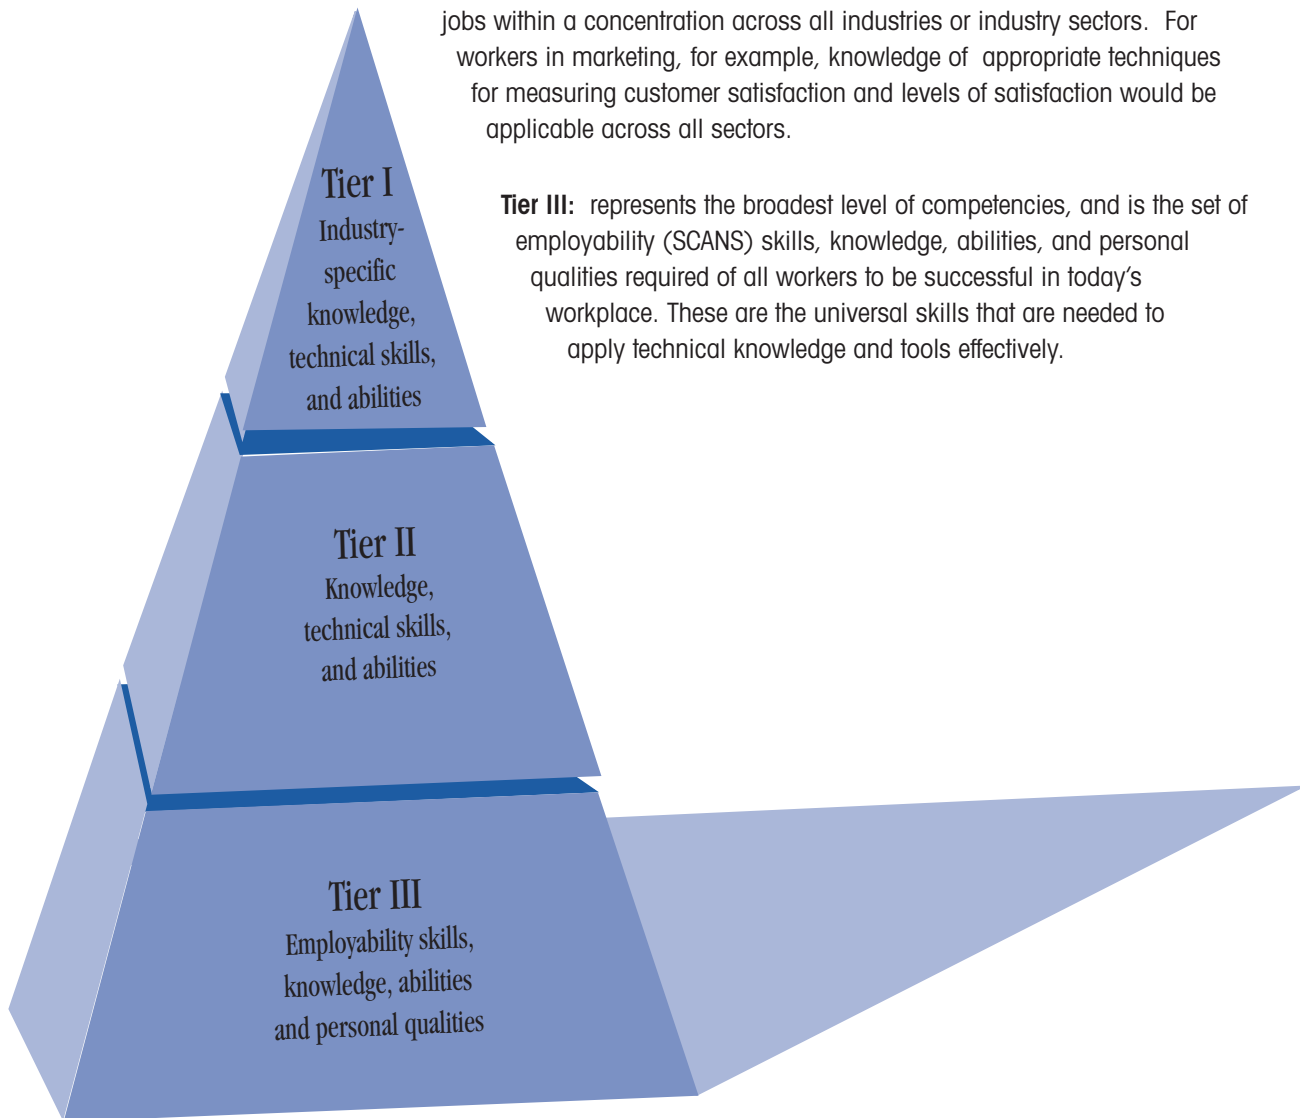 jobs within a concentration across all industries or industry sectors.  For
workers in marketing, for example, knowledge of  appropriate techniques
for measuring customer satisfaction and levels of satisfaction would be
applicable across all sectors.
Tier III:  represents the broadest level of competencies, and is the set of
employability (SCANS) skills, knowledge, abilities, and personal
qualities required of all workers to be successful in today's
workplace. These are the universal skills that are needed to
apply technical knowledge and tools effectively.
Tier I
Industry-
specific
knowledge,
technical skills,
and abilities
Tier II
Knowledge,
technical skills,
and abilities
Tier III
Employability skills,
knowledge, abilities
and personal qualities